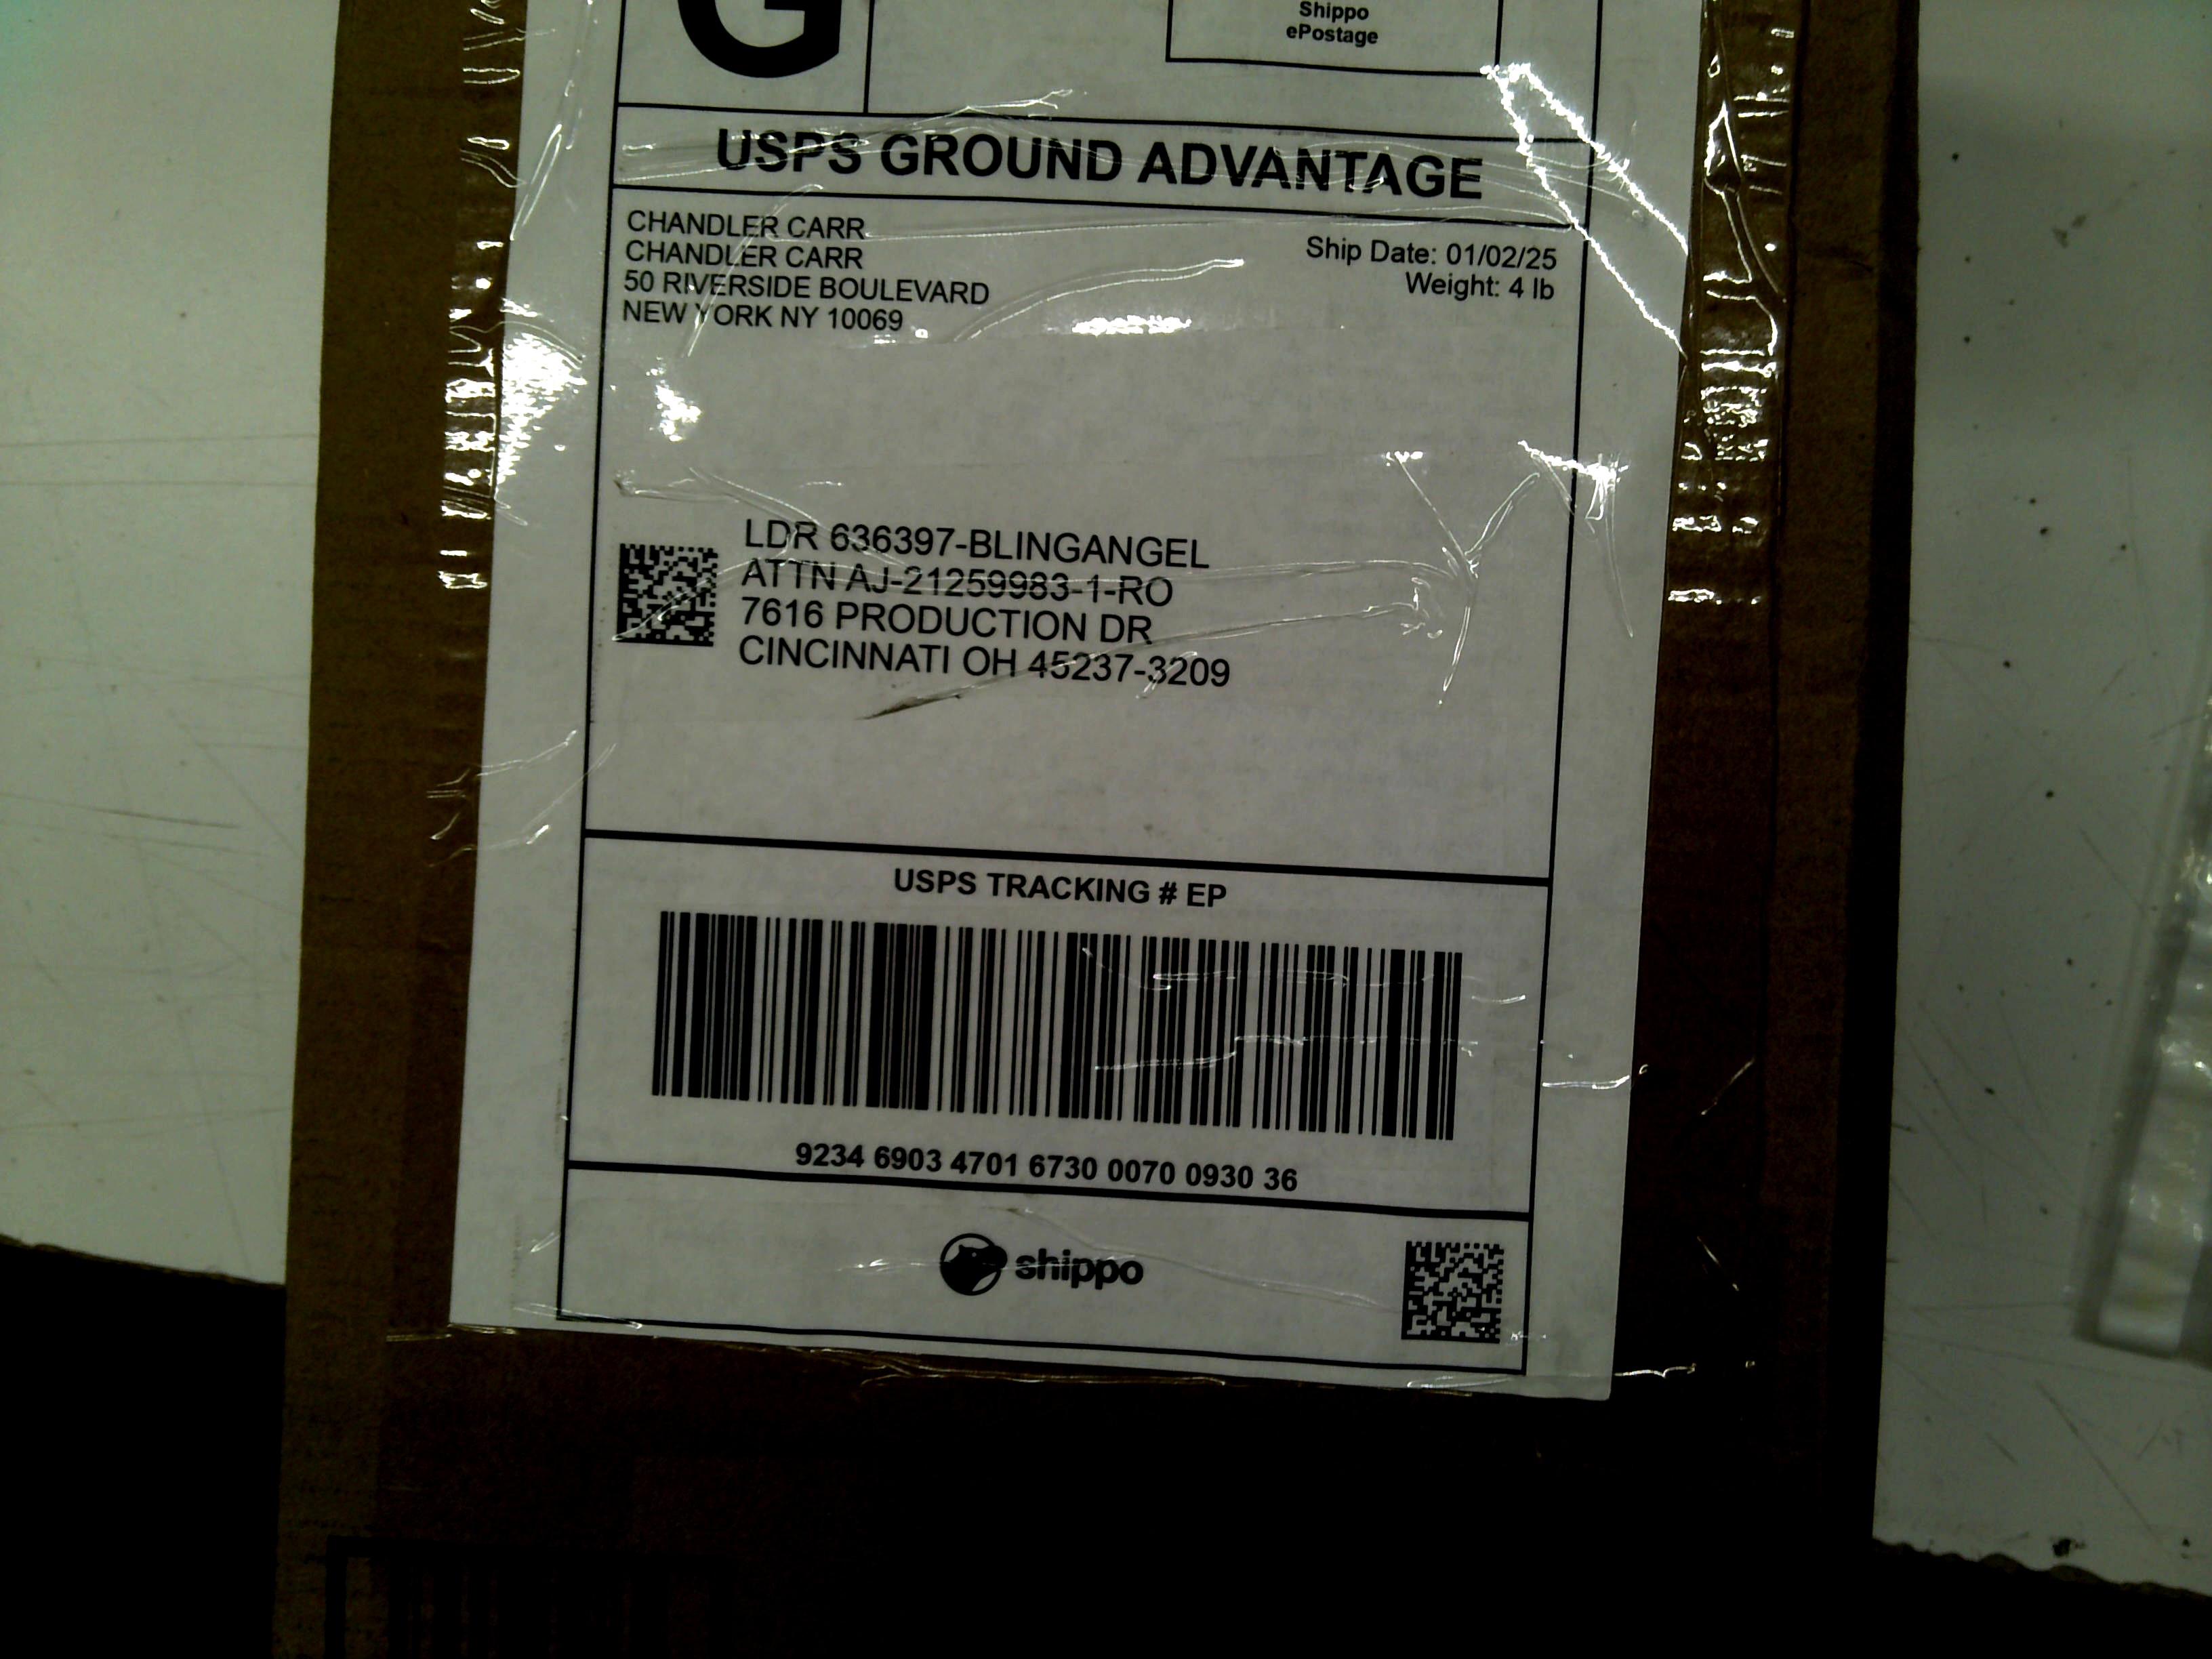 G
Shippo
ePostage
USPS GROUND ADVANTAGE
CHANDLER CARR
CHANDLER CARR
50 RIVERSIDE BOULEVARD
NEW YORK NY 10069
Ship Date: 01/02/25
Weight: 4 lb
LDR 636397-BLINGANGEL
ATTN AJ-21259983-1-RO
7616 PRODUCTION DR
CINCINNATI OH 45237-3209
USPS TRACKING # EP
9234 6903 4701 6730 0070 0930 36
shippo